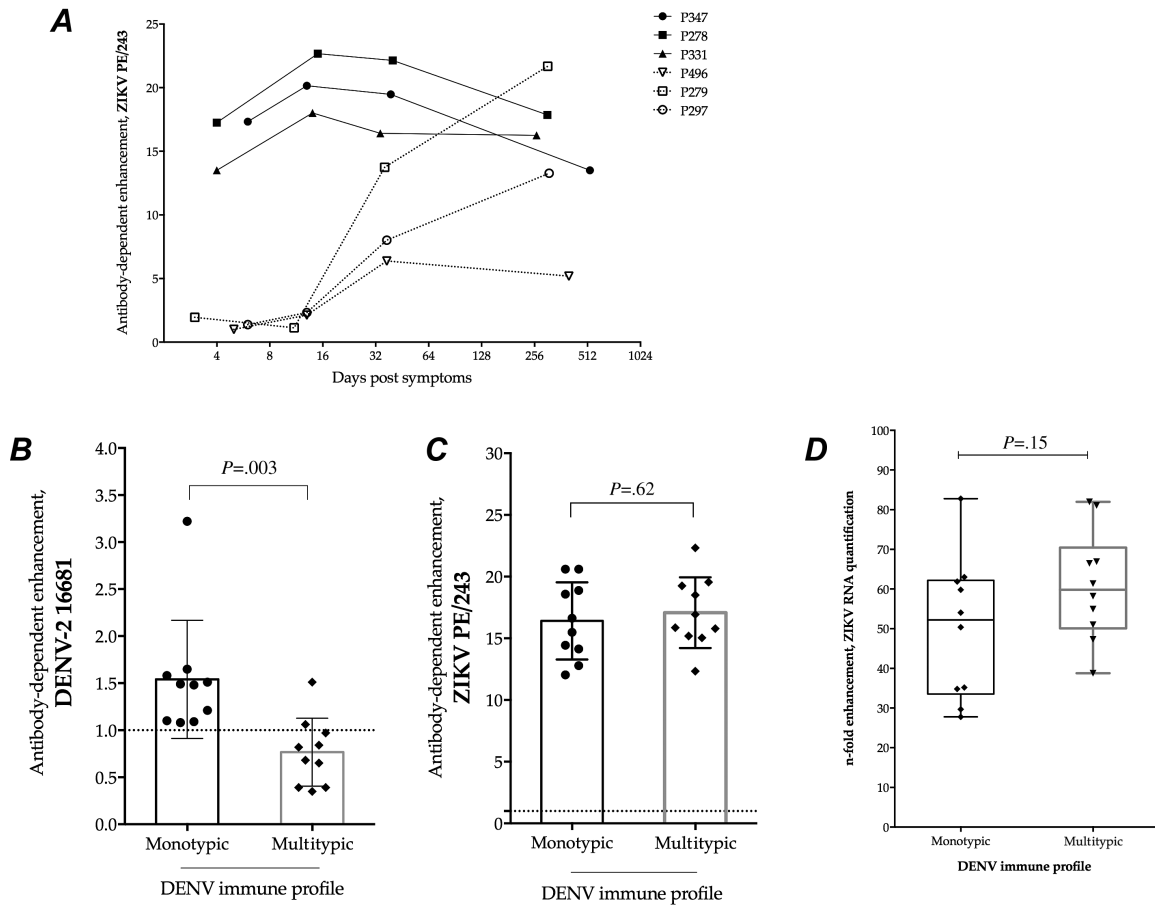 A
Antibody-dependent enhancement, ZIKV PE/243
25
20
15
10
5
0
4 8 16 32 64 128 256 512 1024
Days post symptoms
P347
P278
P331
P496
P279
P297
B
Antibody-dependent enhancement,
DENV-2 16681
4.0
3.5
3.0
2.5
2.0
1.5
1.0
0.5
0.0
P=.003
Monotypic Multitypic
DENV immune profile
C
Antibody-dependent enhancement,
ZIKV PE/243
30
25
20
15
10
5
0
P=.62
Monotypic Multitypic
DENV immune profile
D
n-fold enhancement, ZIKV RNA quantification
100
90
80
70
60
50
40
30
20
10
0
P=.15
Monotypic Multitypic
DENV immune profile